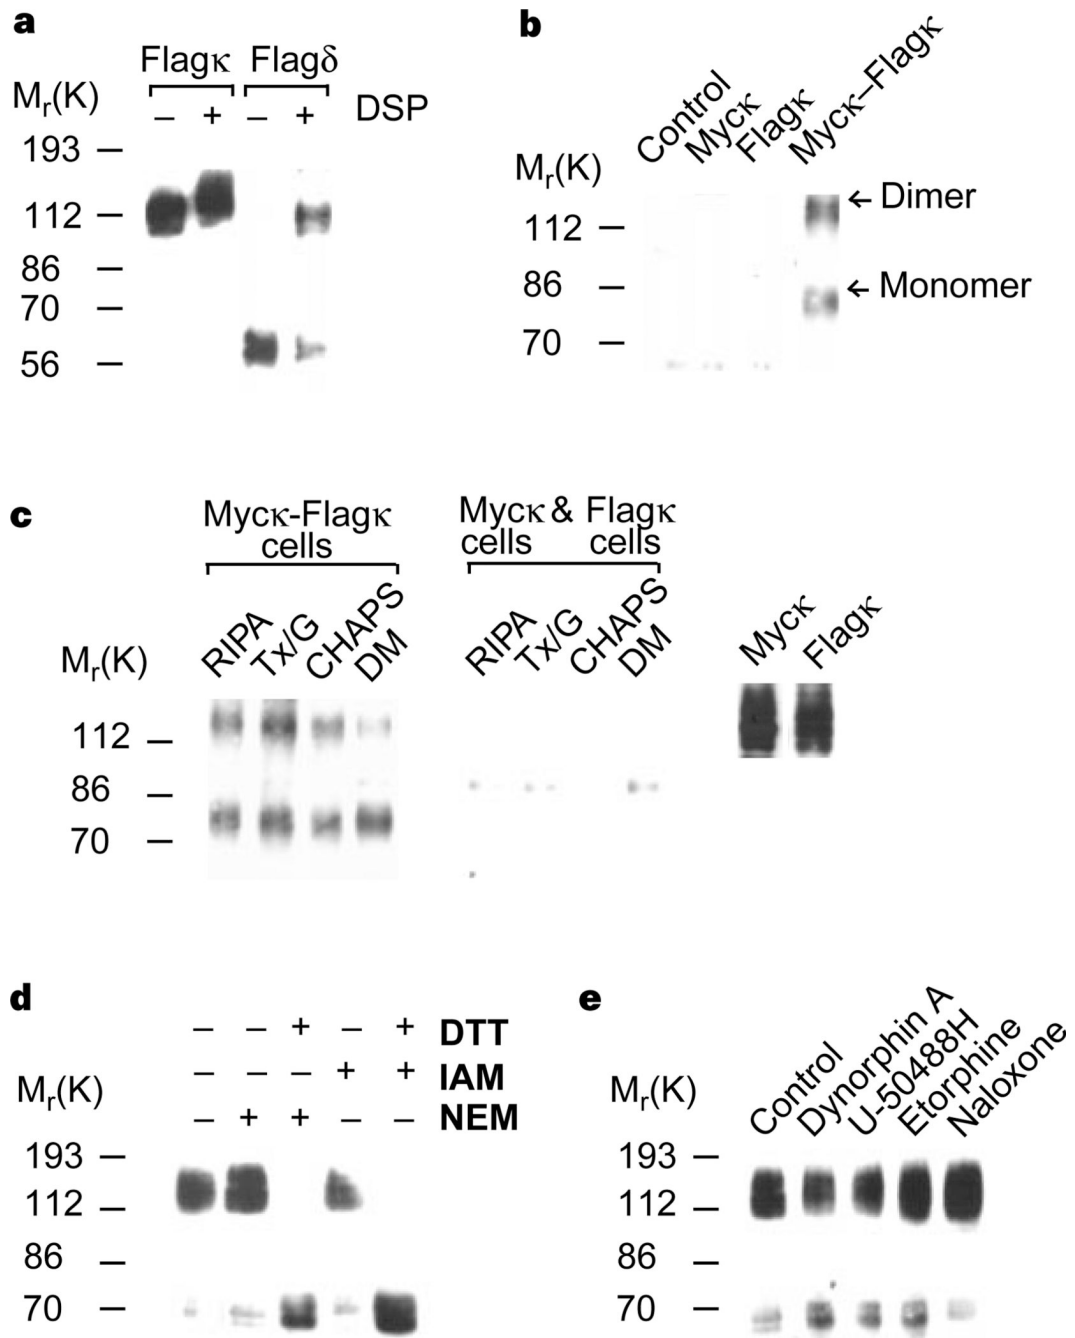 a
Flagκ Flagδ
Mr(K) – + – + DSP
193 –
112 –
86 –
70 –
56 –
b
Control Mycκ Flagκ Mycκ–Flagκ
Mr(K)
← Dimer
112 –
86 – ← Monomer
70 –
c
Mycκ-Flagκ cells
Mycκ cells & Flagκ cells
RIPA Tx/G CHAPS DM
RIPA Tx/G CHAPS DM
Mycκ Flagκ
Mr(K)
112 –
86 –
70 –
d
– – + – + DTT
– – – + + IAM
Mr(K)
– + + – – NEM
193 –
112 –
86 –
70 –
e
Control Dynorphin A U-50488H Etorphine Naloxone
Mr(K)
193 –
112 –
86 –
70 –